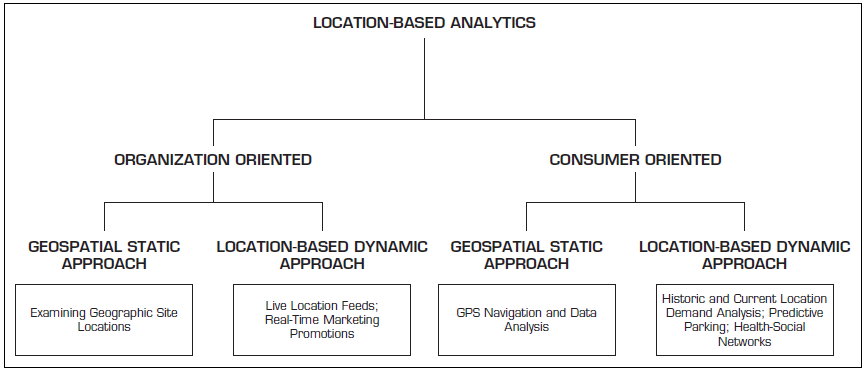 LOCATION-BASED ANALYTICS
ORGANIZATION ORIENTED
CONSUMER ORIENTED
GEOSPATIAL STATIC
APPROACH
LOCATION-BASED DYNAMIC
APPROACH
GEOSPATIAL STATIC
APPROACH
LOCATION-BASED DYNAMIC
APPROACH
Examining Geographic Site
Locations
Live Location Feeds;
Real-Time Marketing
Promotions
GPS Navigation and Data
Analysis
Historic and Current Location
Demand Analysis; Predictive
Parking; Health-Social
Networks